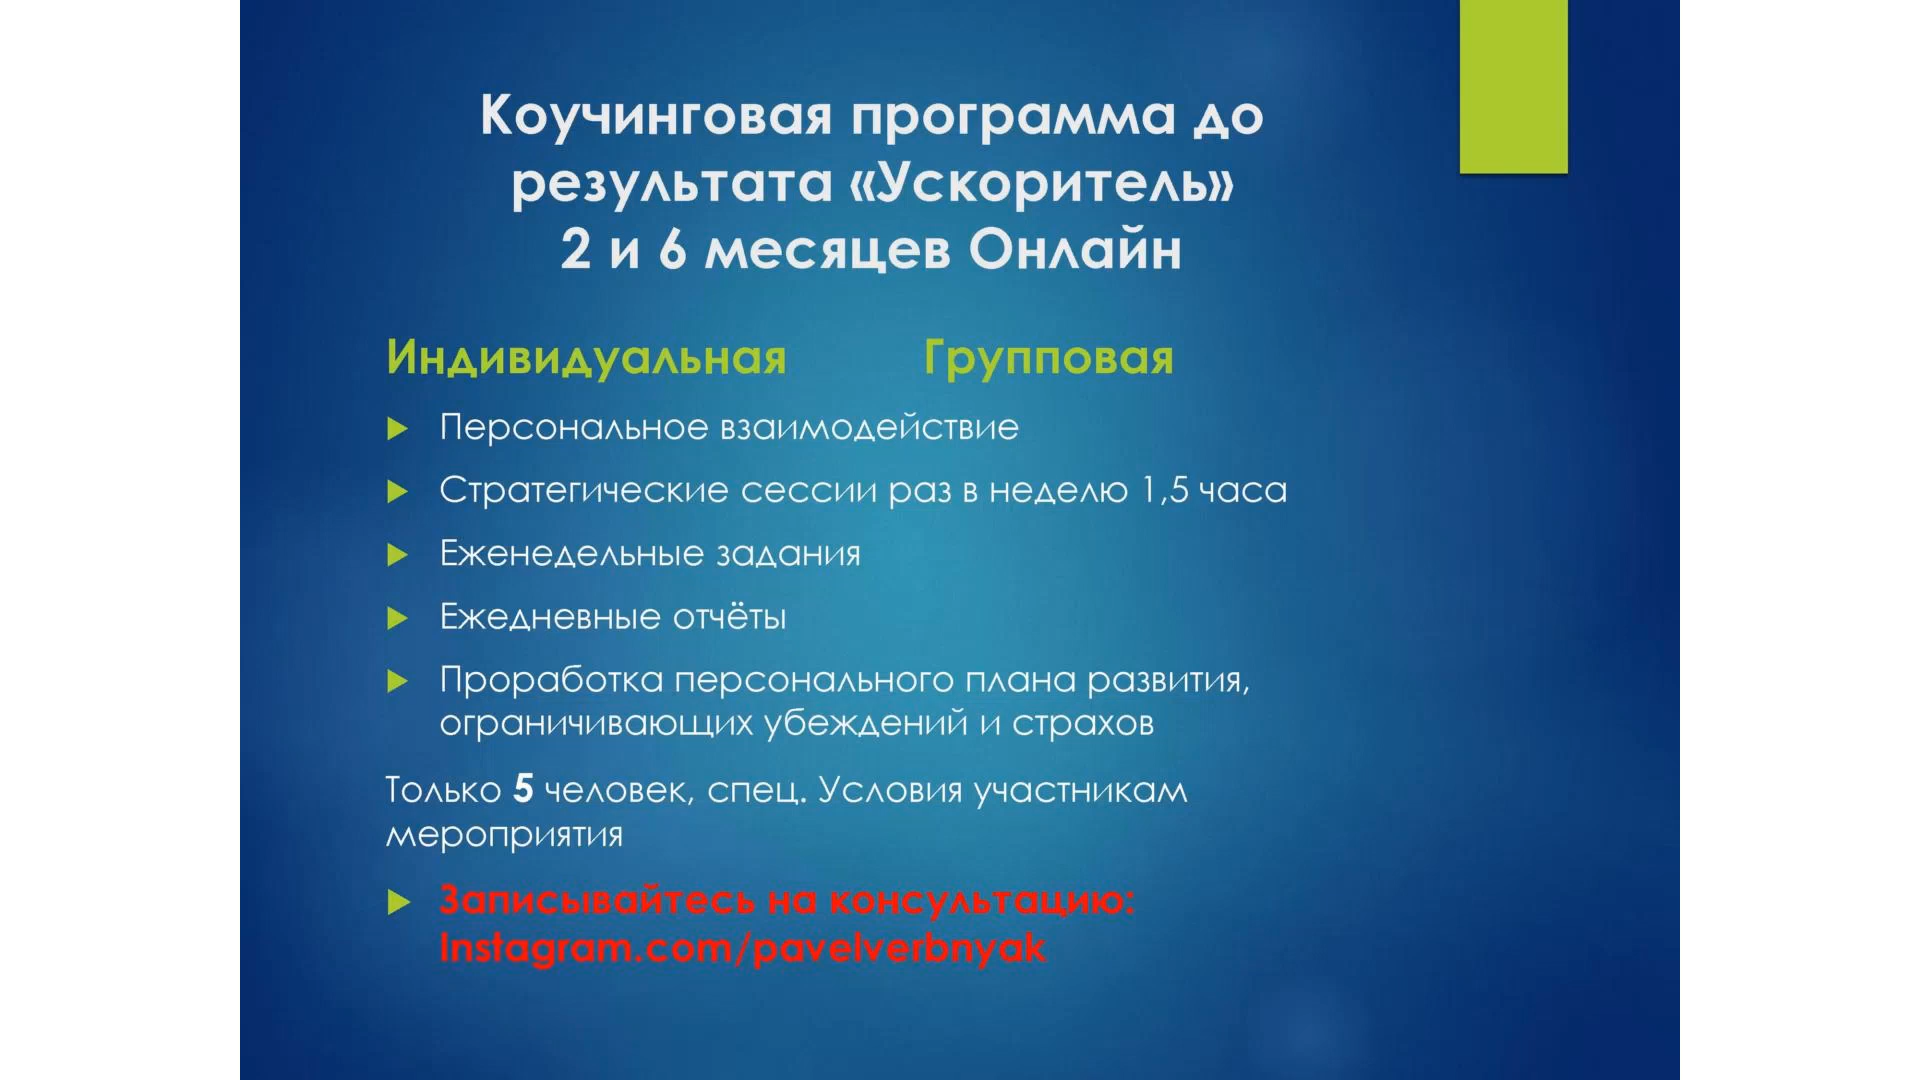 Коучинговая программа до
результата «Ускоритель»
2 и 6 месяцев Онлайн
Индивидуальная Групповая
Персональное взаимодействие
Стратегические сессии раз в неделю 1,5 часа
Еженедельные задания
Ежедневные отчёты
Проработка персонального плана развития,
ограничивающих убеждений и страхов
Только 5 человек, спец. Условия участникам
мероприятия
Записывайтесь на консультацию:
Instagram.com/pavelverbnyak